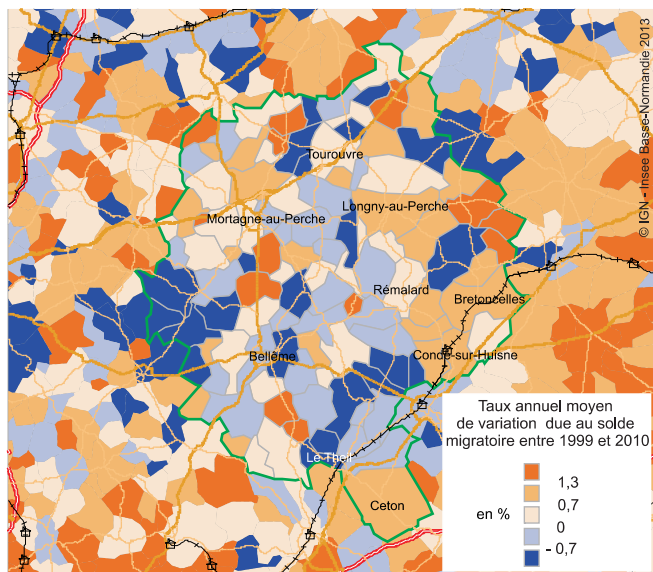 © IGN - Insee Basse-Normandie 2013
Tourouvre
Longny-au-Perche
Mortagne-au-Perche
Rémalard
Bretoncelles
Bellême
Condé-sur-Huisne
Le Theil
Ceton
Taux annuel moyen
de variation due au solde
migratoire entre 1999 et 2010
en %
1,3
0,7
0
- 0,7